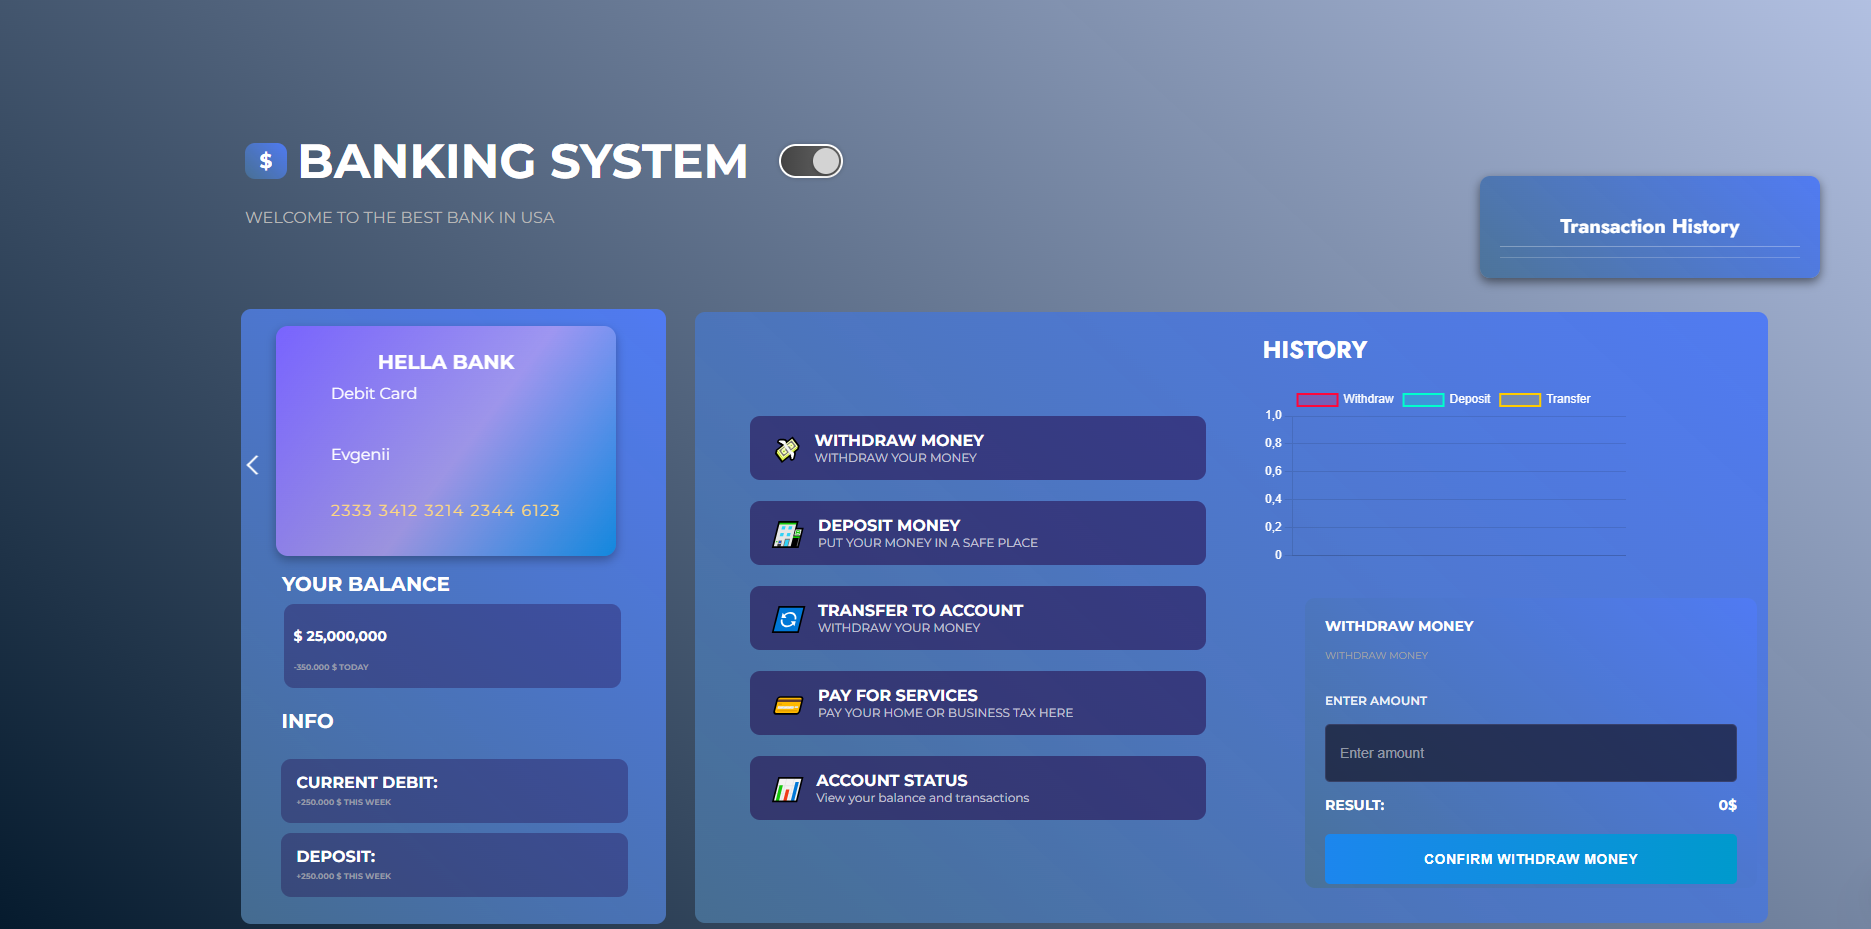 $ BANKING SYSTEM
WELCOME TO THE BEST BANK IN USA
Transaction History
HELLA BANK
Debit Card
Evgenii
2333 3412 3214 2344 6123
YOUR BALANCE
$ 25,000,000
-350.000 $ TODAY
INFO
CURRENT DEBIT:
+250.000 $ THIS WEEK
DEPOSIT:
+250.000 $ THIS WEEK
WITHDRAW MONEY
WITHDRAW YOUR MONEY
DEPOSIT MONEY
PUT YOUR MONEY IN A SAFE PLACE
TRANSFER TO ACCOUNT
WITHDRAW YOUR MONEY
PAY FOR SERVICES
PAY YOUR HOME OR BUSINESS TAX HERE
ACCOUNT STATUS
View your balance and transactions
HISTORY
Withdraw Deposit Transfer
1,0
0,8
0,6
0,4
0,2
0
WITHDRAW MONEY
WITHDRAW MONEY
ENTER AMOUNT
Enter amount
RESULT: 0$
CONFIRM WITHDRAW MONEY